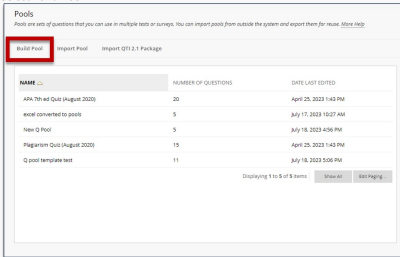 Pools
Pools are sets of questions that you can use in multiple tests or surveys. You can import pools from outside the system and export them for reuse. More Help
Build Pool Import Pool Import QTI 2.1 Package
NAME NUMBER OF QUESTIONS DATE LAST EDITED
APA 7th ed Quiz (August 2020) 20 April 25, 2023 1:43 PM
excel converted to pools 5 July 17, 2023 10:27 AM
New Q Pool 5 July 18, 2023 4:56 PM
Plagiarism Quiz (August 2020) 15 April 25, 2023 1:43 PM
Q pool template test 11 July 18, 2023 5:06 PM
Displaying 1 to 5 of 5 items Show All Edit Paging...